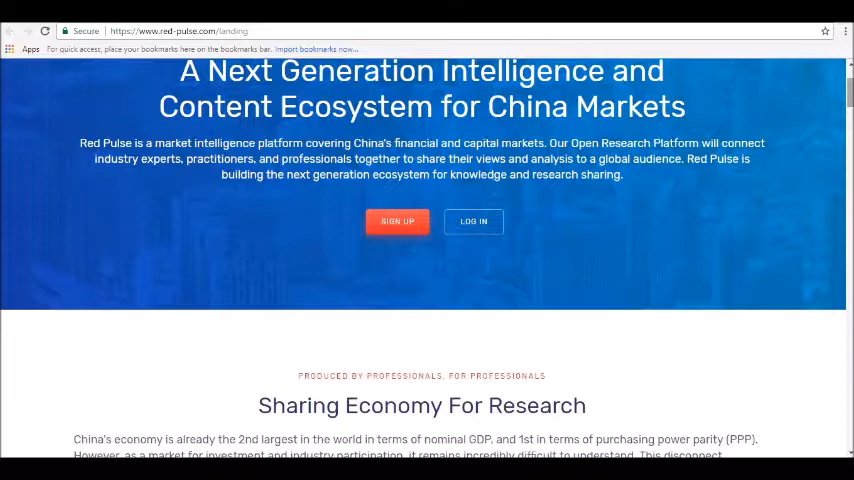 Secure https://www.red-pulse.com/landing
Apps For quick access, place your bookmarks here on the bookmarks bar. Import bookmarks now...
A Next Generation Intelligence and
Content Ecosystem for China Markets
Red Pulse is a market intelligence platform covering China's financial and capital markets. Our Open Research Platform will connect
industry experts, practitioners, and professionals together to share their views and analysis to a global audience. Red Pulse is
building the next generation ecosystem for knowledge and research sharing.
SIGN UP LOG IN
PRODUCED BY PROFESSIONALS, FOR PROFESSIONALS
Sharing Economy For Research
China's economy is already the 2nd largest in the world in terms of nominal GDP, and 1st in terms of purchasing power parity (PPP).
However, as a market for investment and industry participation, it remains incredibly difficult to understand. This disconnect